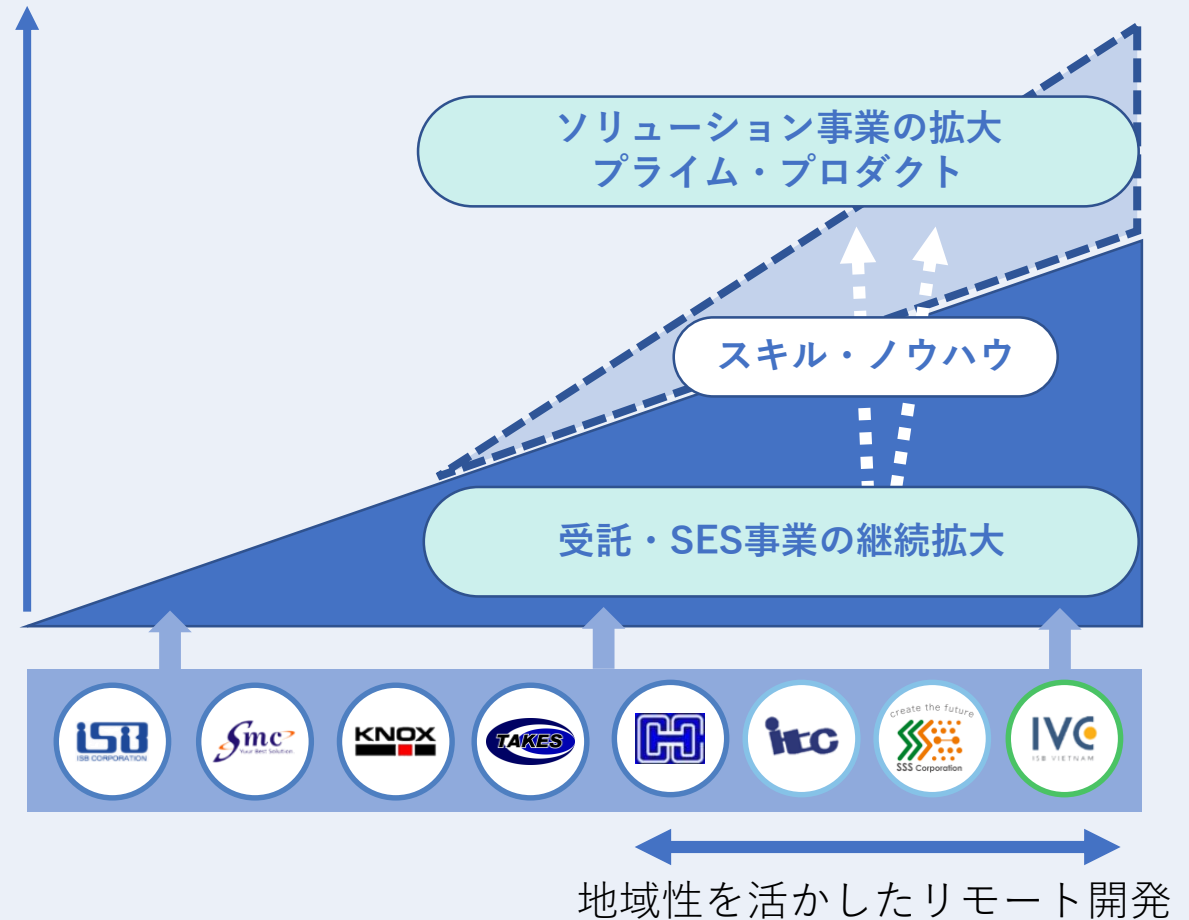 ソリューション事業の拡大
プライム・プロダクト
スキル・ノウハウ
受託・SES事業の継続拡大
iSB
ISB CORPORATION
Smc
Your Best Solution.
KNOX
TAKES
itc
create the future
SSS Corporation
IVC
ISB VIETNAM
地域性を活かしたリモート開発